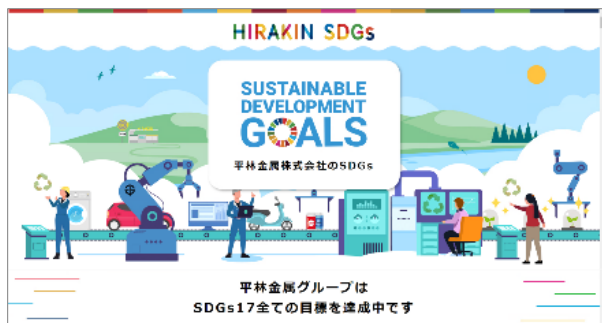 HIRAKIN SDGs
SUSTAINABLE
DEVELOPMENT
GOALS
平林金属株式会社のSDGs
平林金属グループは
SDGs17全ての目標を達成中です